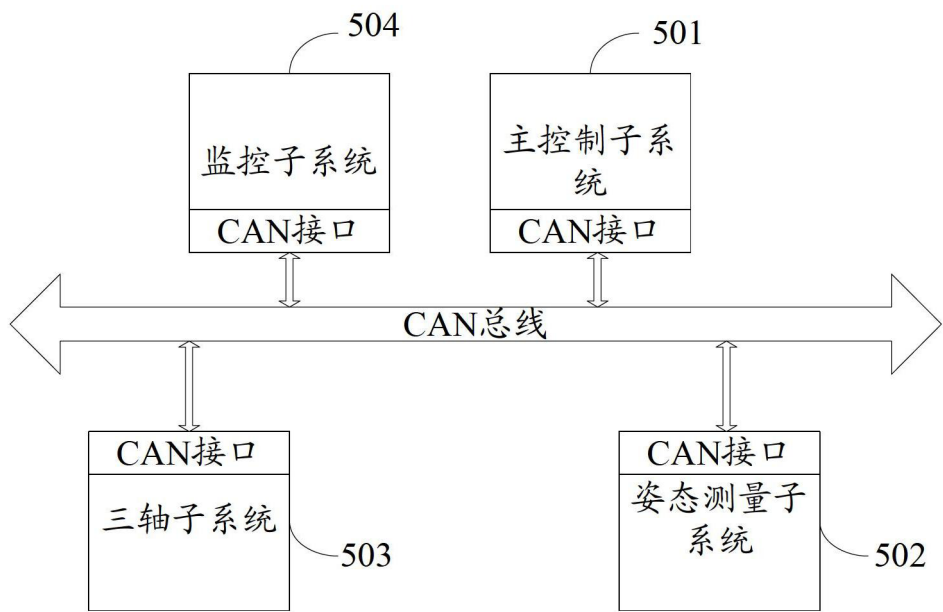 504
501
监控子系统
主控制子系
统
CAN接口
CAN接口
CAN总线
CAN接口
CAN接口
三轴子系统
姿态测量子
系统
503
502